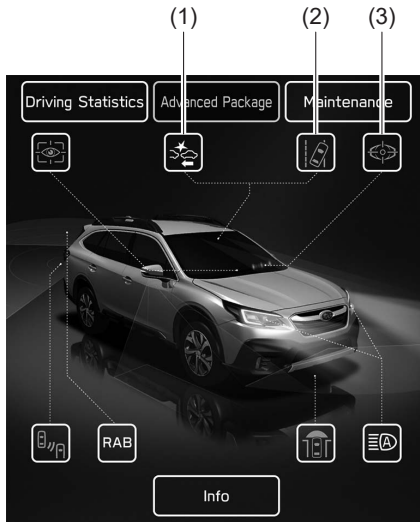 (1) (2) (3)
Driving Statistics Advanced Package Maintenance
RAB A
Info